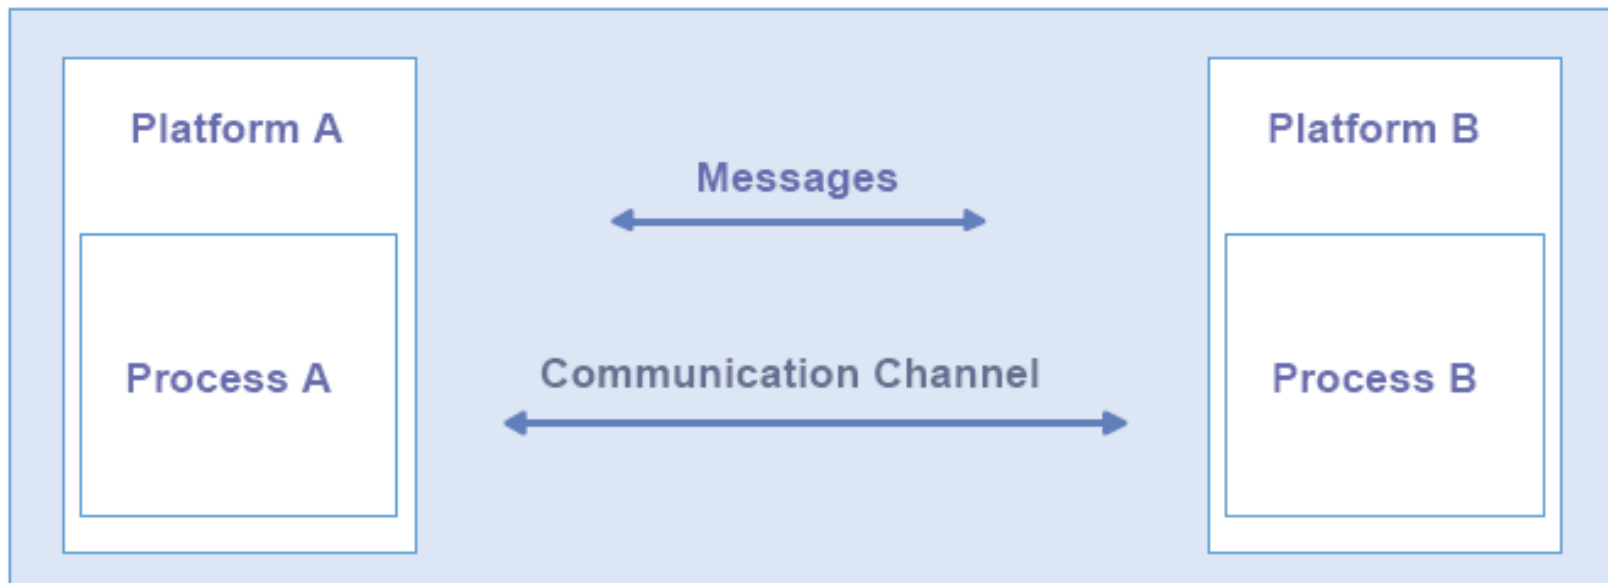 Platform A
Platform B
Messages
Communication Channel
Process A
Process B